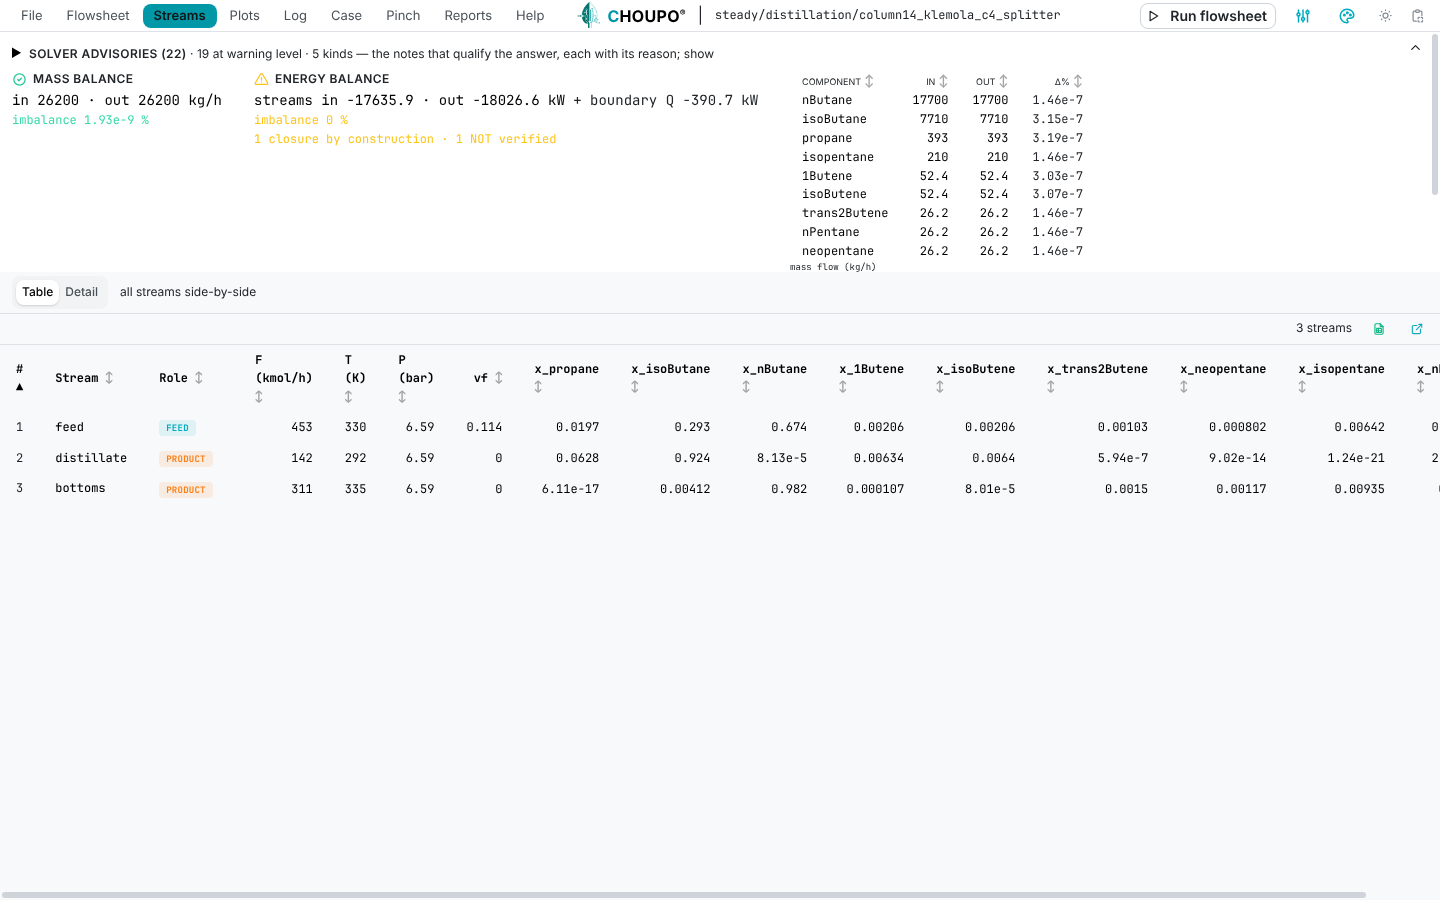 File Flowsheet Streams Plots Log Case Pinch Reports Help CHOUPO® steady/distillation/column14_klemola_c4_splitter Run flowsheet
SOLVER ADVISORIES (22) · 19 at warning level · 5 kinds — the notes that qualify the answer, each with its reason; show
MASS BALANCE
in 26200 · out 26200 kg/h
imbalance 1.93e-9 %
ENERGY BALANCE
streams in -17635.9 · out -18026.6 kW + boundary Q -390.7 kW
imbalance 0 %
1 closure by construction · 1 NOT verified
COMPONENT IN OUT Δ%
nButane 17700 17700 1.46e-7
isoButane 7710 7710 3.15e-7
propane 393 393 3.19e-7
isopentane 210 210 1.46e-7
1Butene 52.4 52.4 3.03e-7
isoButene 52.4 52.4 3.07e-7
trans2Butene 26.2 26.2 1.46e-7
nPentane 26.2 26.2 1.46e-7
neopentane 26.2 26.2 1.46e-7
mass flow (kg/h)
Table Detail all streams side-by-side
3 streams
# Stream Role F (kmol/h) T (K) P (bar) vf x_propane x_isoButane x_nButane x_1Butene x_isoButene x_trans2Butene x_neopentane x_isopentane
1 feed FEED 453 330 6.59 0.114 0.0197 0.293 0.674 0.00206 0.00206 0.00103 0.000802 0.00642
2 distillate PRODUCT 142 292 6.59 0 0.0628 0.924 8.13e-5 0.00634 0.0064 5.94e-7 9.02e-14 1.24e-21
3 bottoms PRODUCT 311 335 6.59 0 6.11e-17 0.00412 0.982 0.000107 8.01e-5 0.0015 0.00117 0.00935